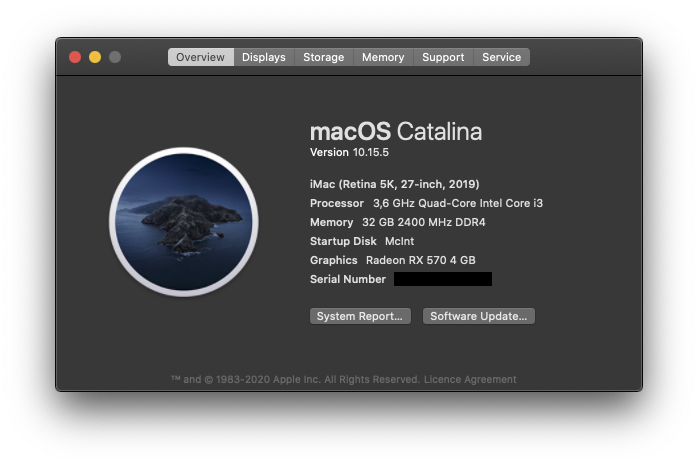 Overview Displays Storage Memory Support Service
macOS Catalina
Version 10.15.5
iMac (Retina 5K, 27-inch, 2019)
Processor 3,6 GHz Quad-Core Intel Core i3
Memory 32 GB 2400 MHz DDR4
Startup Disk McInt
Graphics Radeon RX 570 4 GB
Serial Number
System Report... Software Update...
™ and © 1983-2020 Apple Inc. All Rights Reserved. Licence Agreement